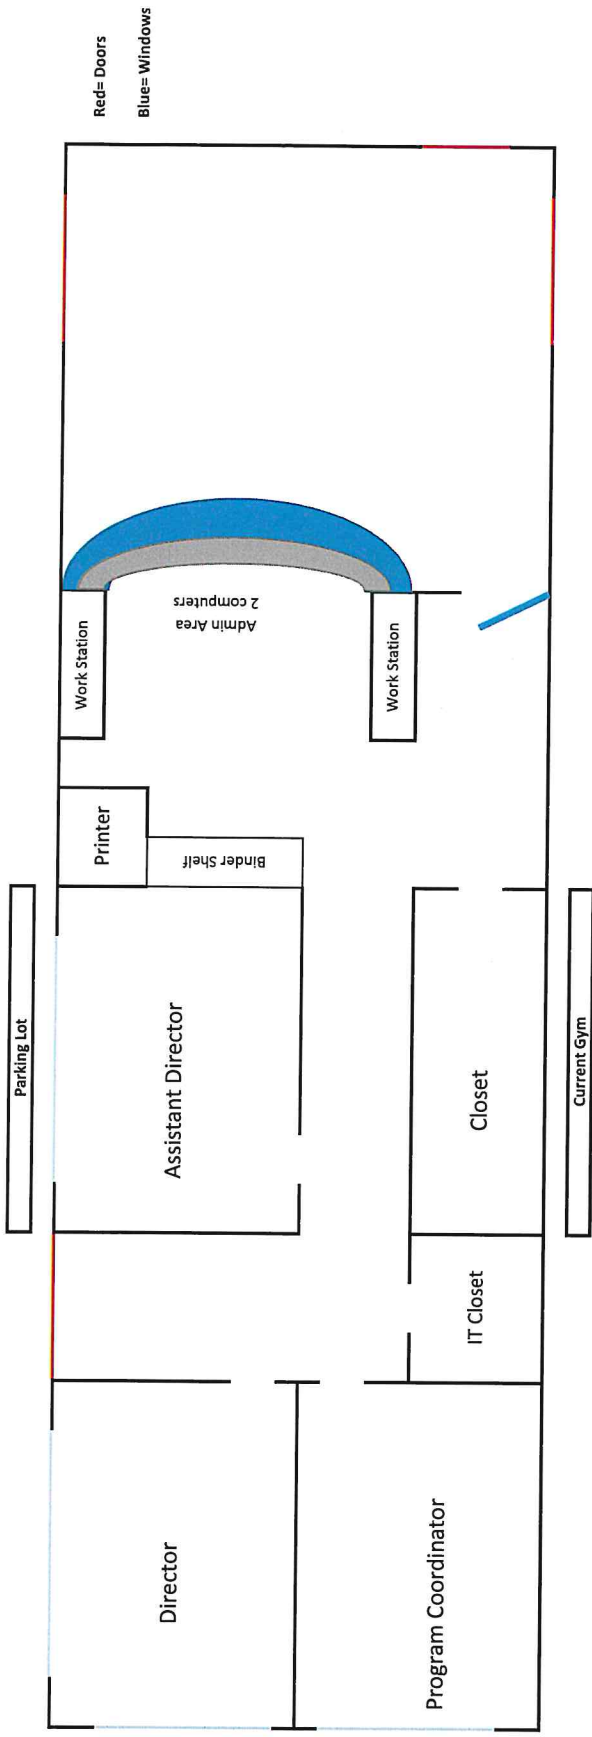 Red= Doors
Blue= Windows
Parking Lot
Work Station
Admin Area
2 computers
Work Station
Printer
Binder Shelf
Assistant Director
Closet
Current Gym
IT Closet
Director
Program Coordinator